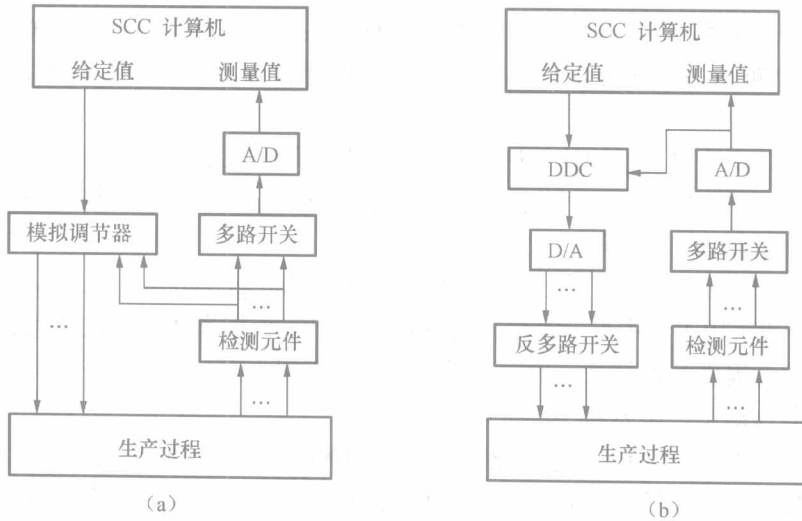 SCC 计算机
给定值 测量值
A/D
模拟调节器
多路开关
…
…
检测元件
…
生产过程
(a)
SCC 计算机
给定值 测量值
DDC
A/D
D/A
多路开关
…
…
反多路开关
检测元件
…
…
生产过程
(b)